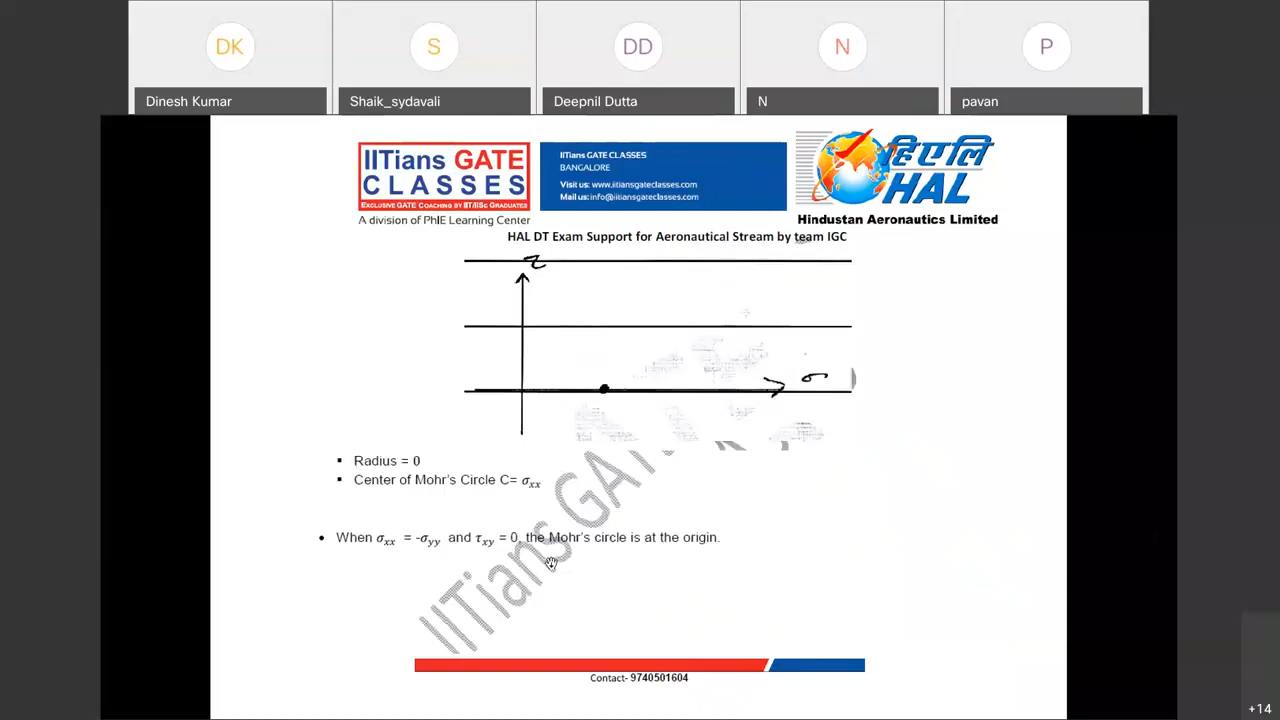 DK
S
DD
N
P
Dinesh Kumar
Shaik_sydavali
Deepnil Dutta
N
pavan
IITians GATE
CLASSES
EXCLUSIVE GATE COACHING BY IIT/IISc GRADUATES
A division of PhIE Learning Center
IITians GATE CLASSES
BANGALORE
Visit us: www.iitiansgateclasses.com
Mail us: info@iitiansgateclasses.com
हिएलि
HAL
Hindustan Aeronautics Limited
HAL DT Exam Support for Aeronautical Stream by team IGC
τ
σ
▪ Radius = 0
▪ Center of Mohr's Circle C= σxx
• When σxx = -σyy and τxy = 0, the Mohr's circle is at the origin.
IITians GATE
Contact- 9740501604
+14